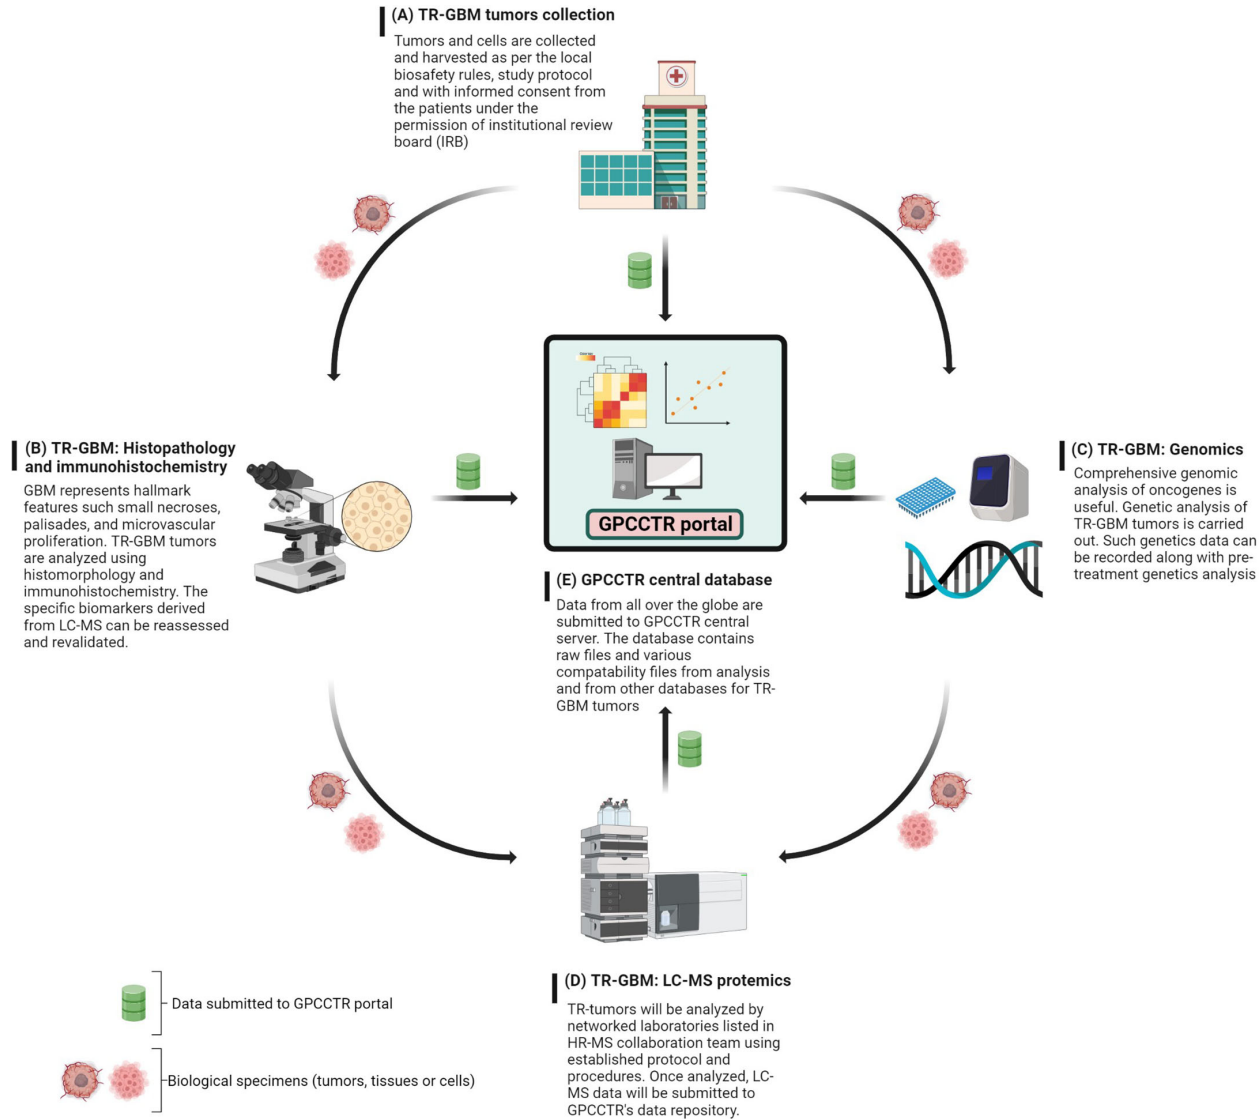 (A) TR-GBM tumors collection
Tumors and cells are collected
and harvested as per the local
biosafety rules, study protocol
and with informed consent from
the patients under the
permission of institutional review
board (IRB)
GPCCTR portal
(B) TR-GBM: Histopathology
and immunohistochemistry
GBM represents hallmark
features such small necroses,
palisades, and microvascular
proliferation. TR-GBM tumors
are analyzed using
histomorphology and
immunohistochemistry. The
specific biomarkers derived
from LC-MS can be reassessed
and revalidated.
(C) TR-GBM: Genomics
Comprehensive genomic
analysis of oncogenes is
useful. Genetic analysis of
TR-GBM tumors is carried
out. Such genetics data can
be recorded along with pre-
treatment genetics analysis
(E) GPCCTR central database
Data from all over the globe are
submitted to GPCCTR central
server. The database contains
raw files and various
compatability files from analysis
and from other databases for TR-
GBM tumors
(D) TR-GBM: LC-MS protemics
TR-tumors will be analyzed by
networked laboratories listed in
HR-MS collaboration team using
established protocol and
procedures. Once analyzed, LC-
MS data will be submitted to
GPCCTR's data repository.
Data submitted to GPCCTR portal
Biological specimens (tumors, tissues or cells)